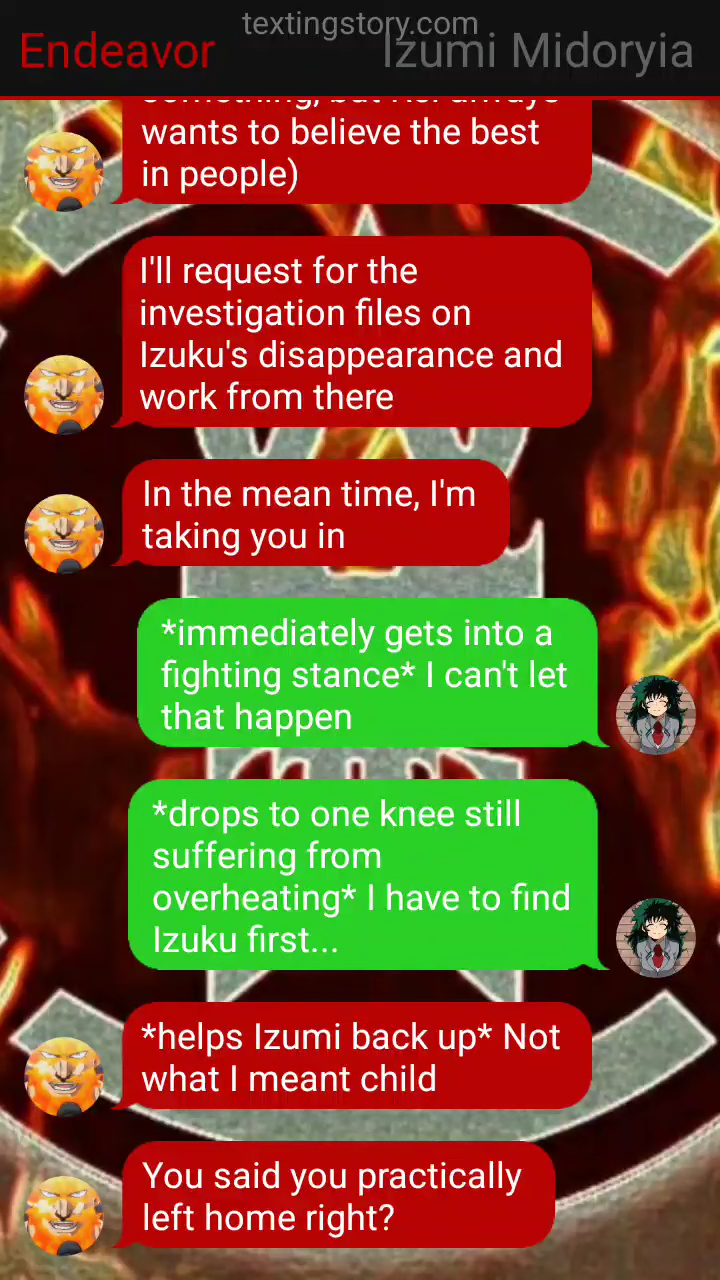 textingstory.com
Endeavor
Izumi Midoryia
wants to believe the best
in people)
I'll request for the
investigation files on
Izuku's disappearance and
work from there
In the mean time, I'm
taking you in
*immediately gets into a
fighting stance* I can't let
that happen
*drops to one knee still
suffering from
overheating* I have to find
Izuku first...
*helps Izumi back up* Not
what I meant child
You said you practically
left home right?